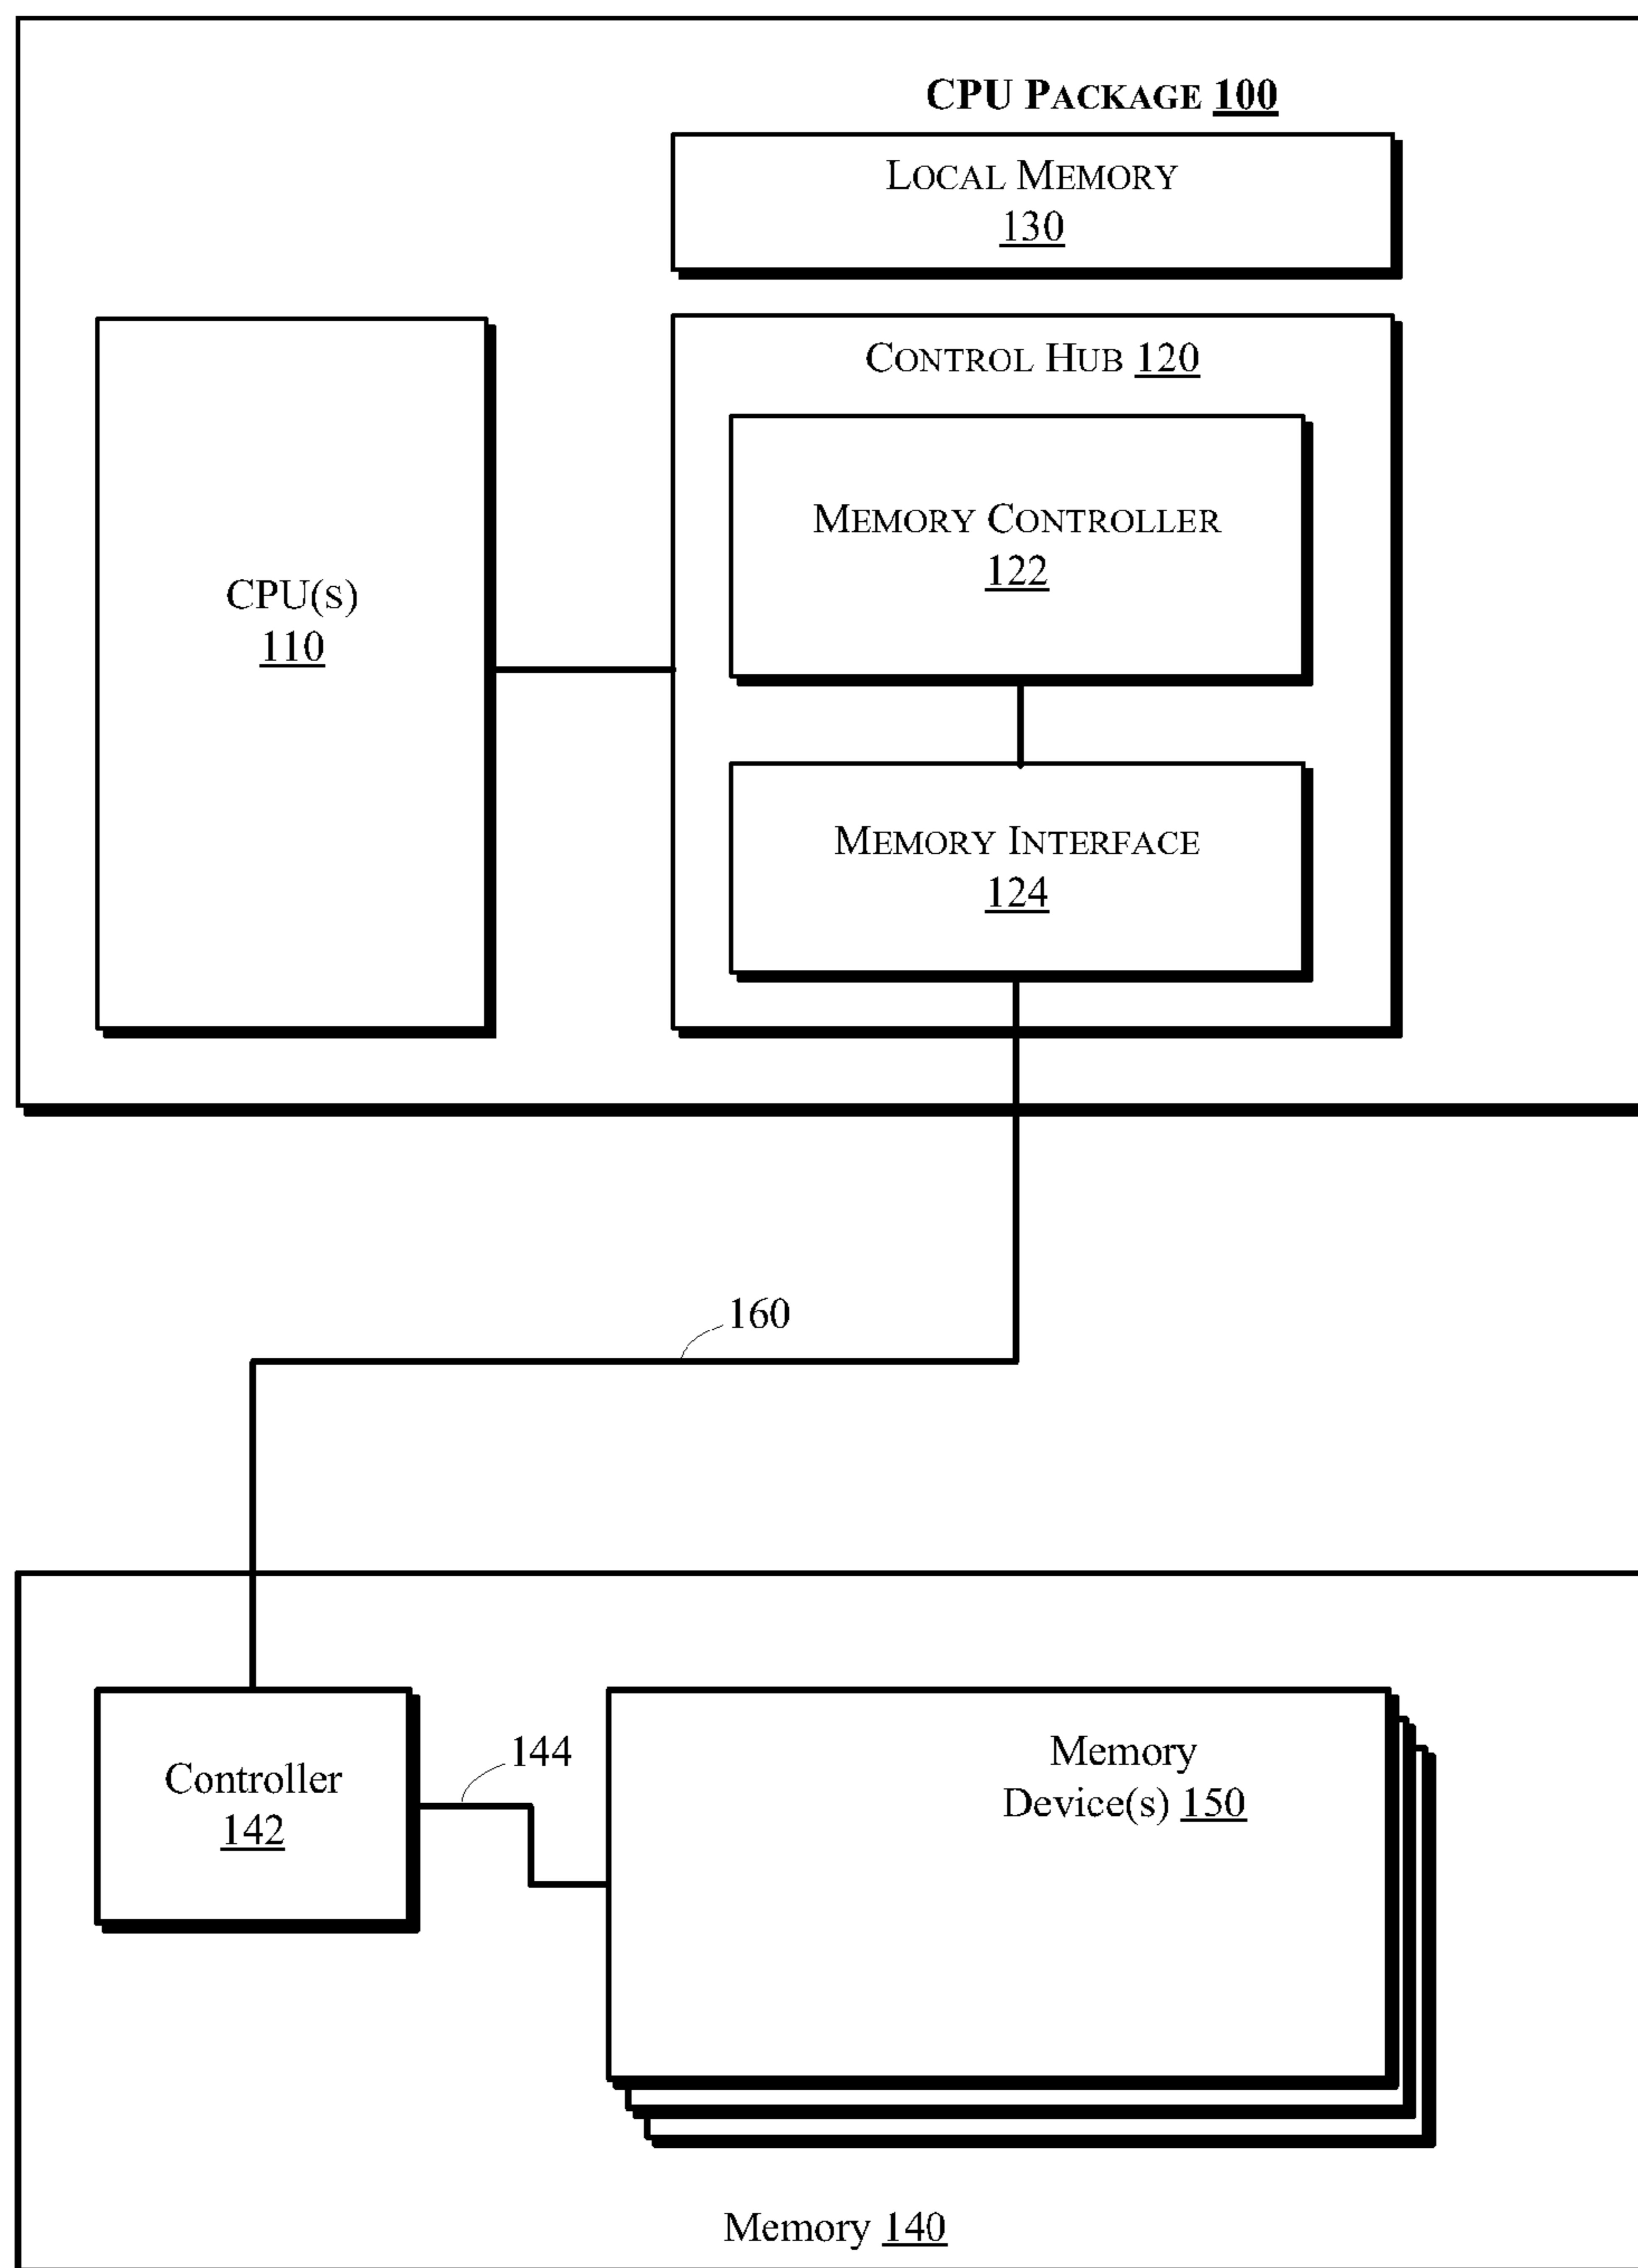 CPU PACKAGE 100
LOCAL MEMORY
130
CONTROL HUB 120
MEMORY CONTROLLER
122
CPU(S)
110
MEMORY INTERFACE
124
160
144
Memory
Device(s) 150
Controller
142
Memory 140